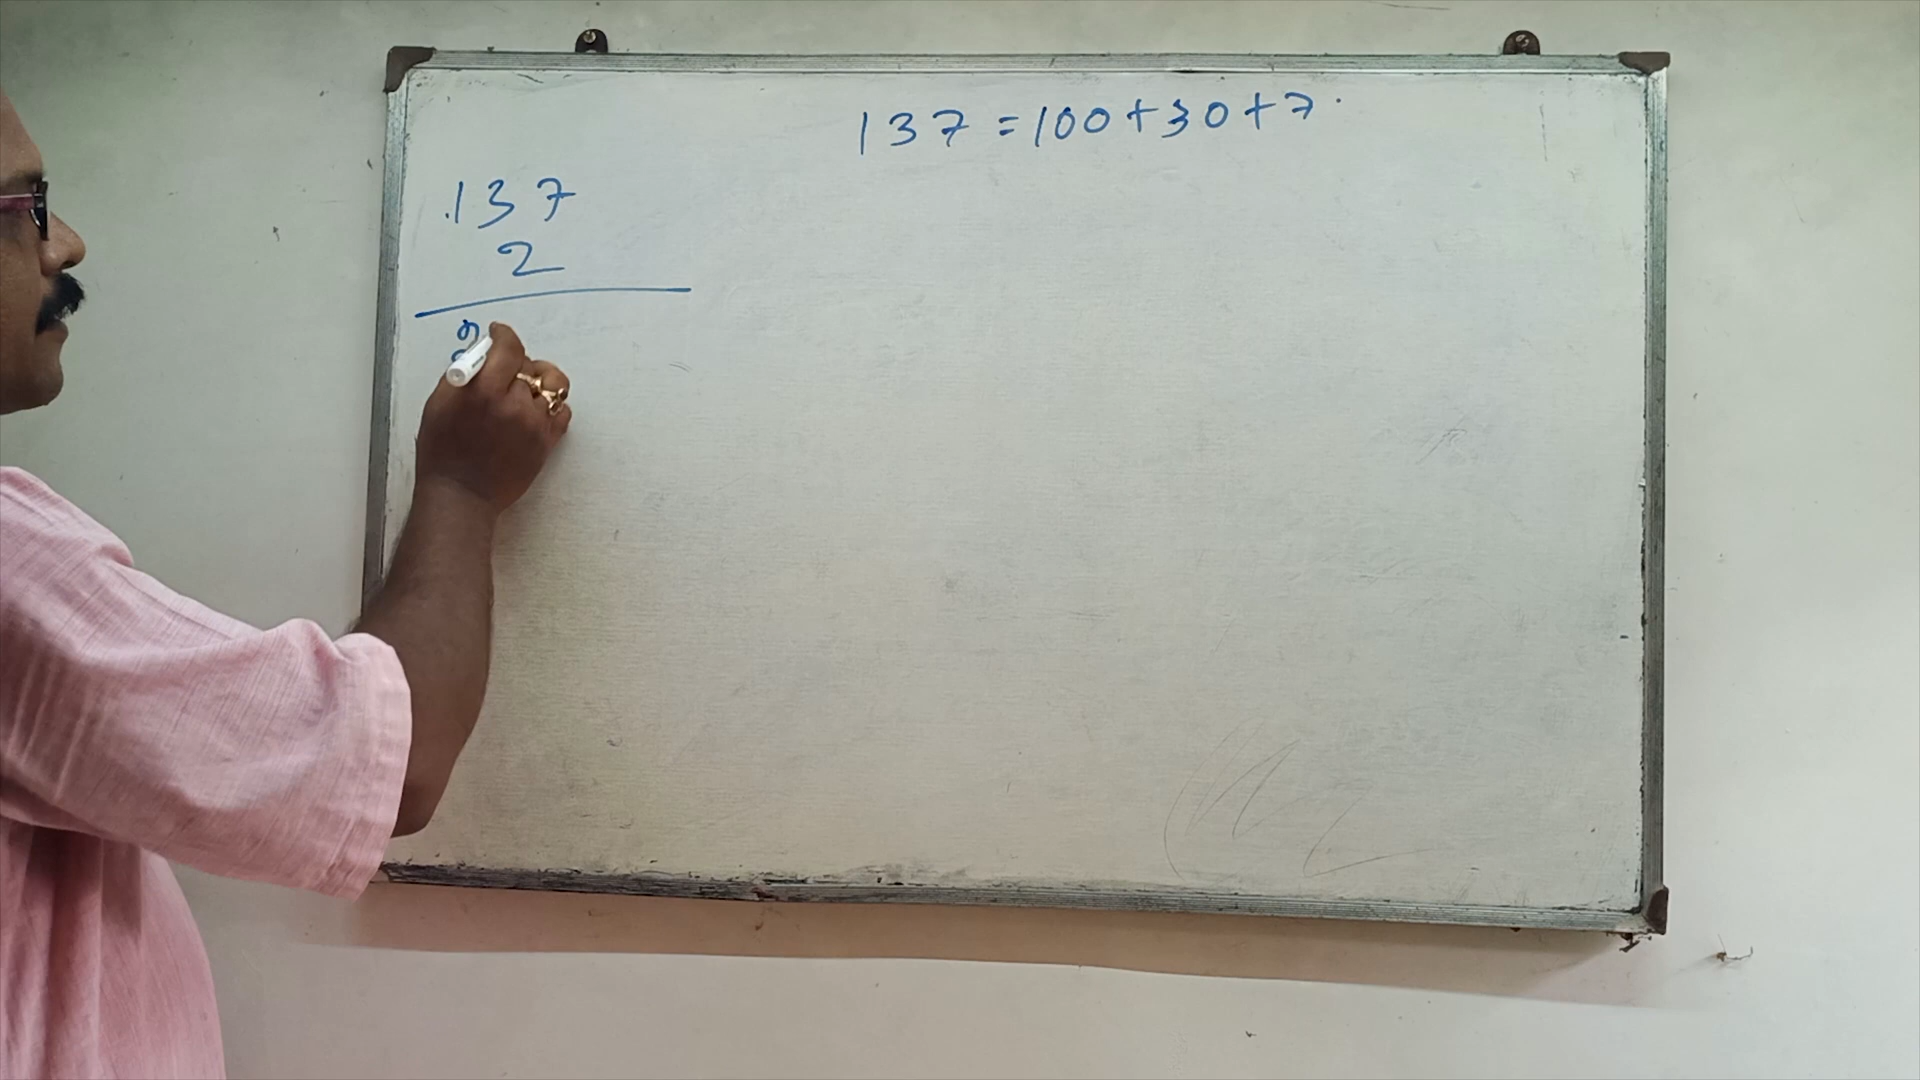 137 = 100 + 30 + 7.
137
2